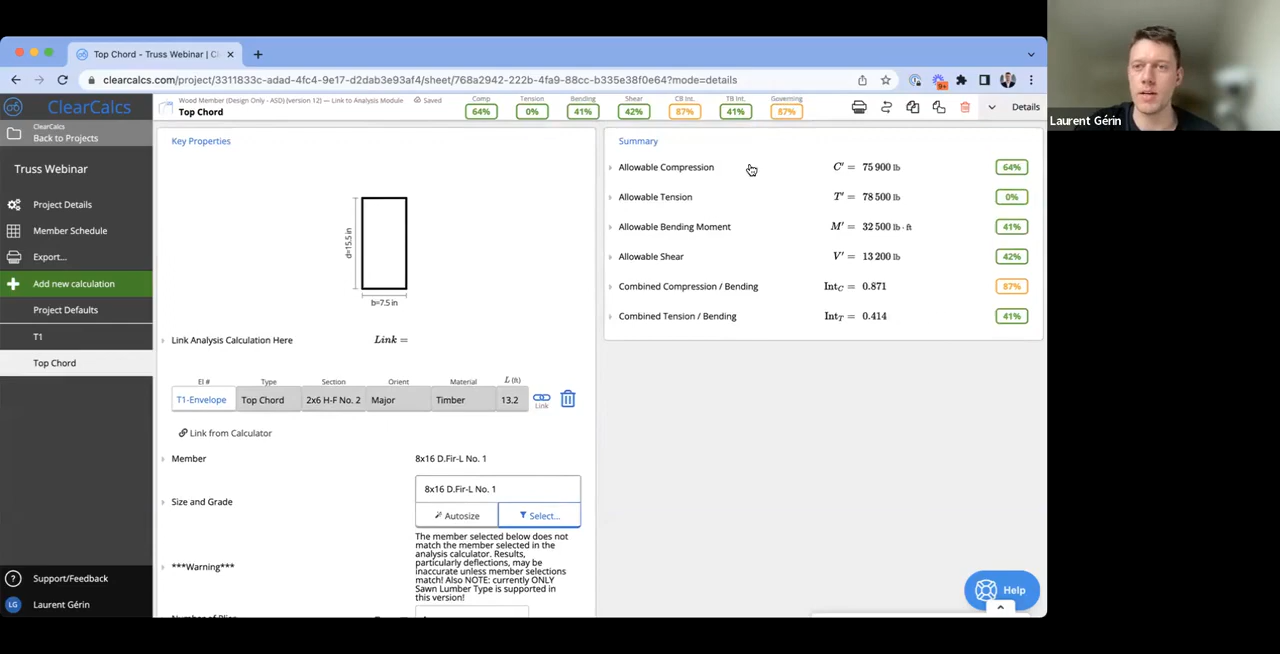 Top Chord - Truss Webinar | Cl
clearcalcs.com/project/3311833c-adad-4fc4-9e17-d2dab3e93af4/sheet/768a2942-222b-4fa9-88cc-b335e38f0e64?mode=details
9+
Laurent Gérin
ClearCalcs
Wood Member (Design Only - ASD) [version 12] — Link to Analysis Module
Saved
Top Chord
Comp Tension Bending Shear CB Int. TB Int. Governing
64% 0% 41% 42% 87% 41% 87%
Details
ClearCalcs
Back to Projects
Truss Webinar
Project Details
Member Schedule
Export...
Add new calculation
Project Defaults
T1
Top Chord
Support/Feedback
LG Laurent Gérin
Key Properties
d=15.5 in
b=7.5 in
Link Analysis Calculation Here Link =
El # Type Section Orient Material L (ft)
T1-Envelope Top Chord 2x6 H-F No. 2 Major Timber 13.2
Link
Link from Calculator
Member 8x16 D.Fir-L No. 1
Size and Grade 8x16 D.Fir-L No. 1
Autosize Select...
***Warning***
The member selected below does not
match the member selected in the
analysis calculator. Results,
particularly deflections, may be
inaccurate unless member selections
match! Also NOTE: currently ONLY
Sawn Lumber Type is supported in
this version!
Summary
Allowable Compression C′ = 75 900 lb 64%
Allowable Tension T′ = 78 500 lb 0%
Allowable Bending Moment M′ = 32 500 lb · ft 41%
Allowable Shear V′ = 13 200 lb 42%
Combined Compression / Bending IntC = 0.871 87%
Combined Tension / Bending IntT = 0.414 41%
Help